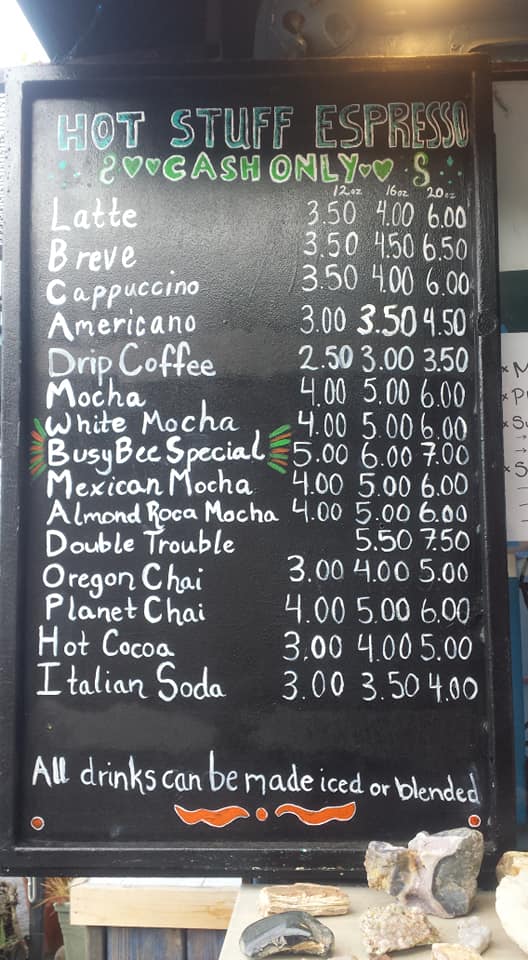 HOT STUFF ESPRESSO
CASH ONLY
12oz 16oz 20oz
Latte 3.50 4.00 6.00
Breve 3.50 4.50 6.50
Cappuccino 3.50 4.00 6.00
Americano 3.00 3.50 4.50
Drip Coffee 2.50 3.00 3.50
Mocha 4.00 5.00 6.00
White Mocha 4.00 5.00 6.00
Busy Bee Special 5.00 6.00 7.00
Mexican Mocha 4.00 5.00 6.00
Almond Roca Mocha 4.00 5.00 6.00
Double Trouble 5.50 7.50
Oregon Chai 3.00 4.00 5.00
Planet Chai 4.00 5.00 6.00
Hot Cocoa 3.00 4.00 5.00
Italian Soda 3.00 3.50 4.00
All drinks can be made iced or blended